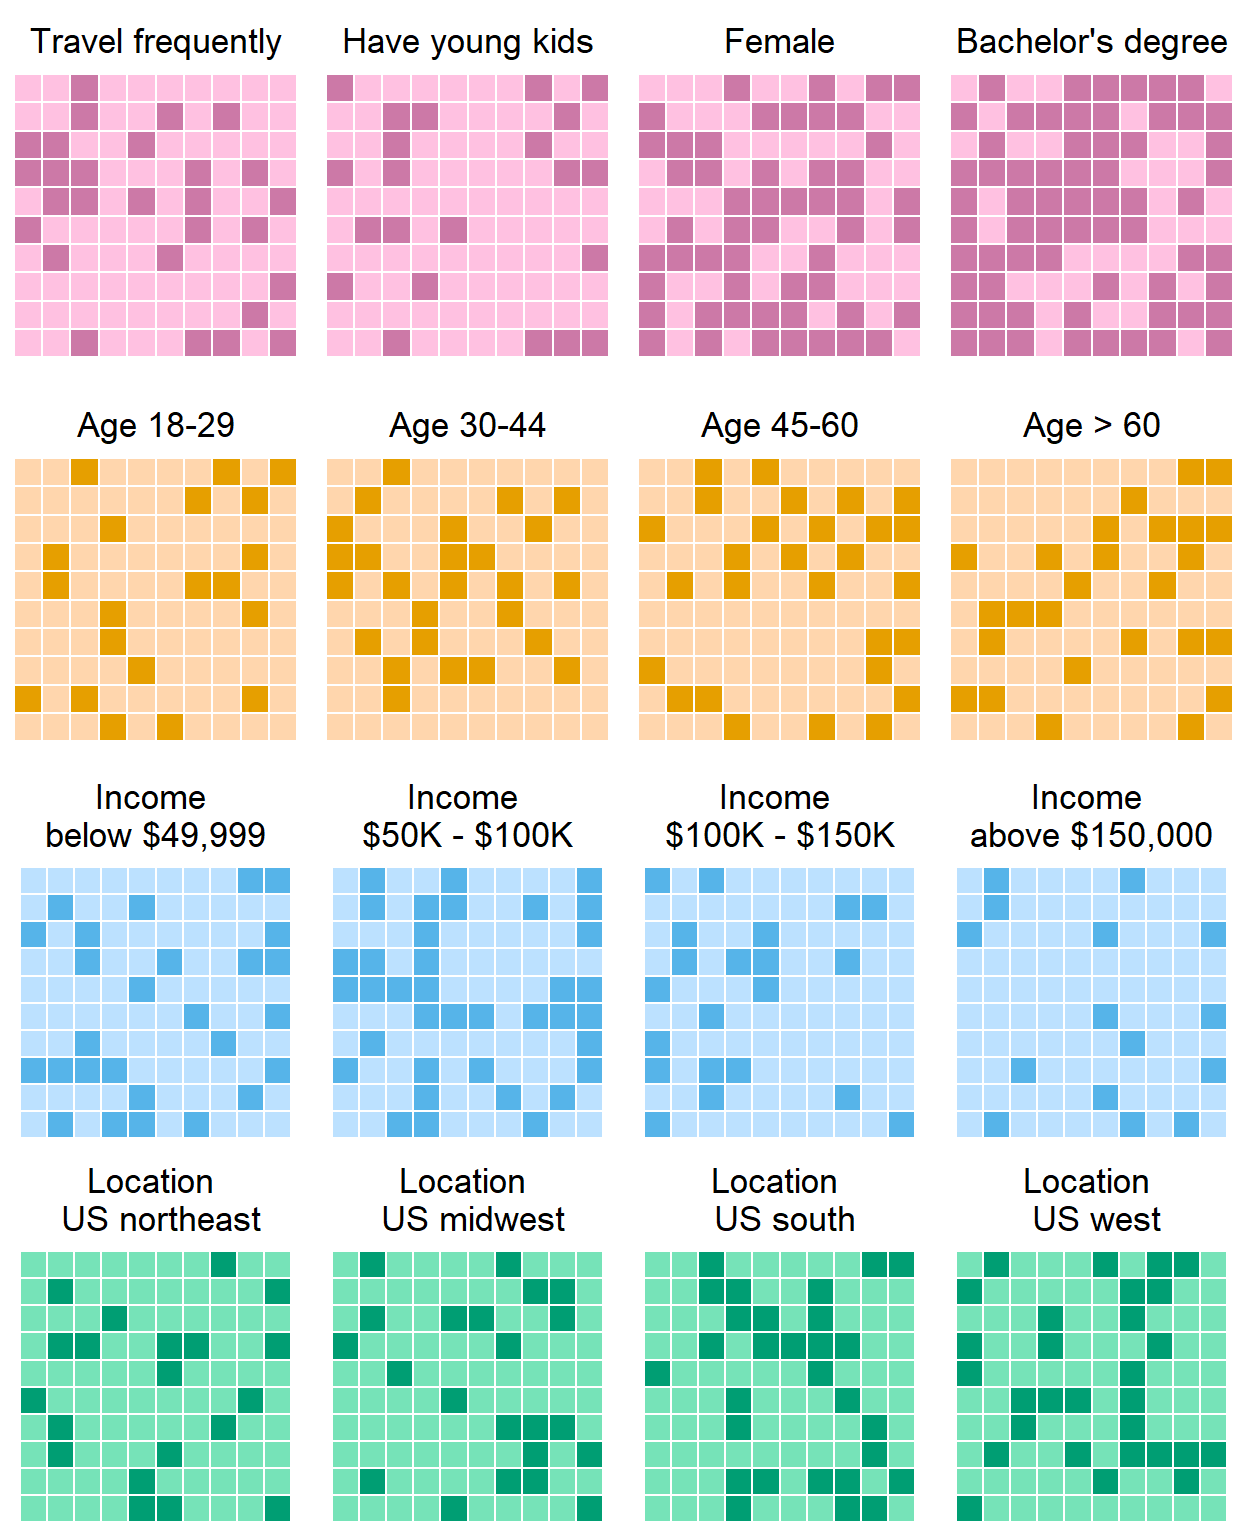 Travel frequently
Have young kids
Female
Bachelor's degree
Age 18-29
Age 30-44
Age 45-60
Age > 60
Income
below $49,999
Income
$50K - $100K
Income
$100K - $150K
Income
above $150,000
Location
US northeast
Location
US midwest
Location
US south
Location
US west